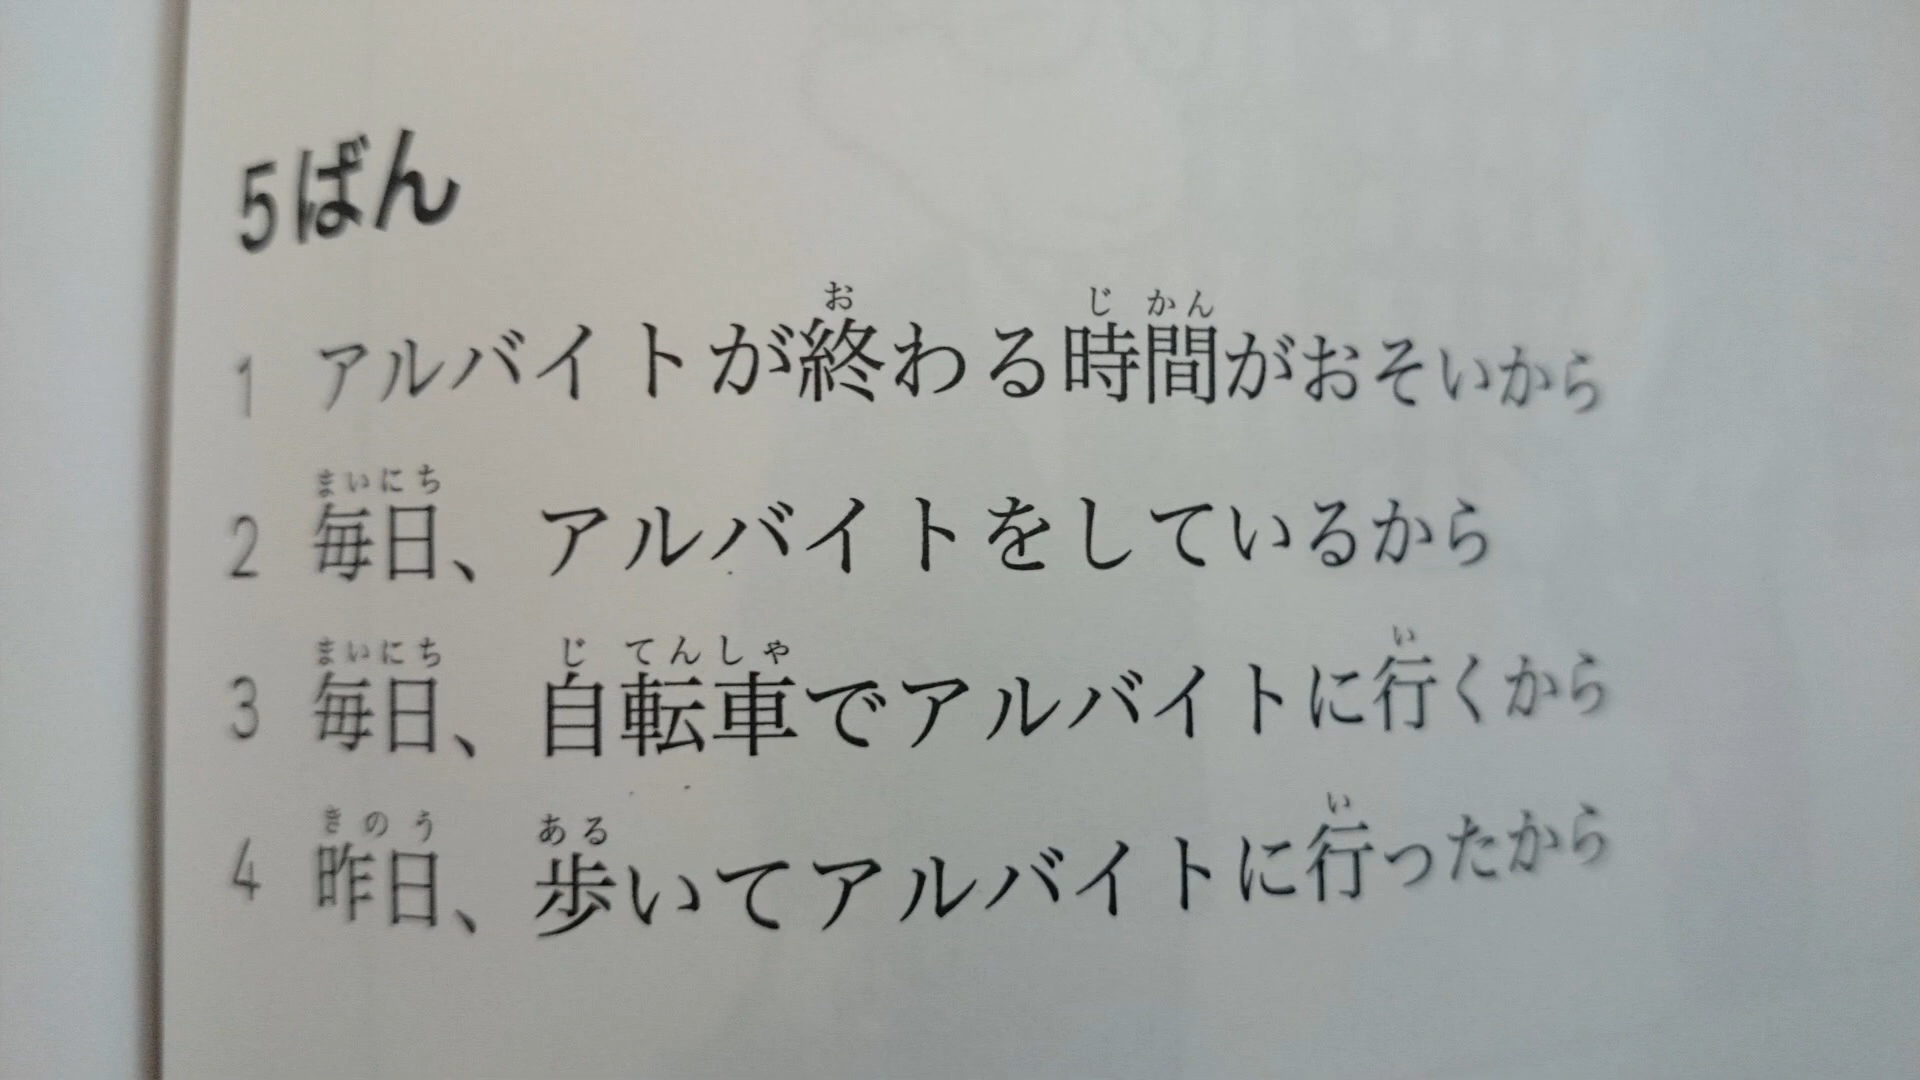 5ばん
1 アルバイトが終わる時間がおそいから
2 毎日、アルバイトをしているから
3 毎日、自転車でアルバイトに行くから
4 昨日、歩いてアルバイトに行ったから